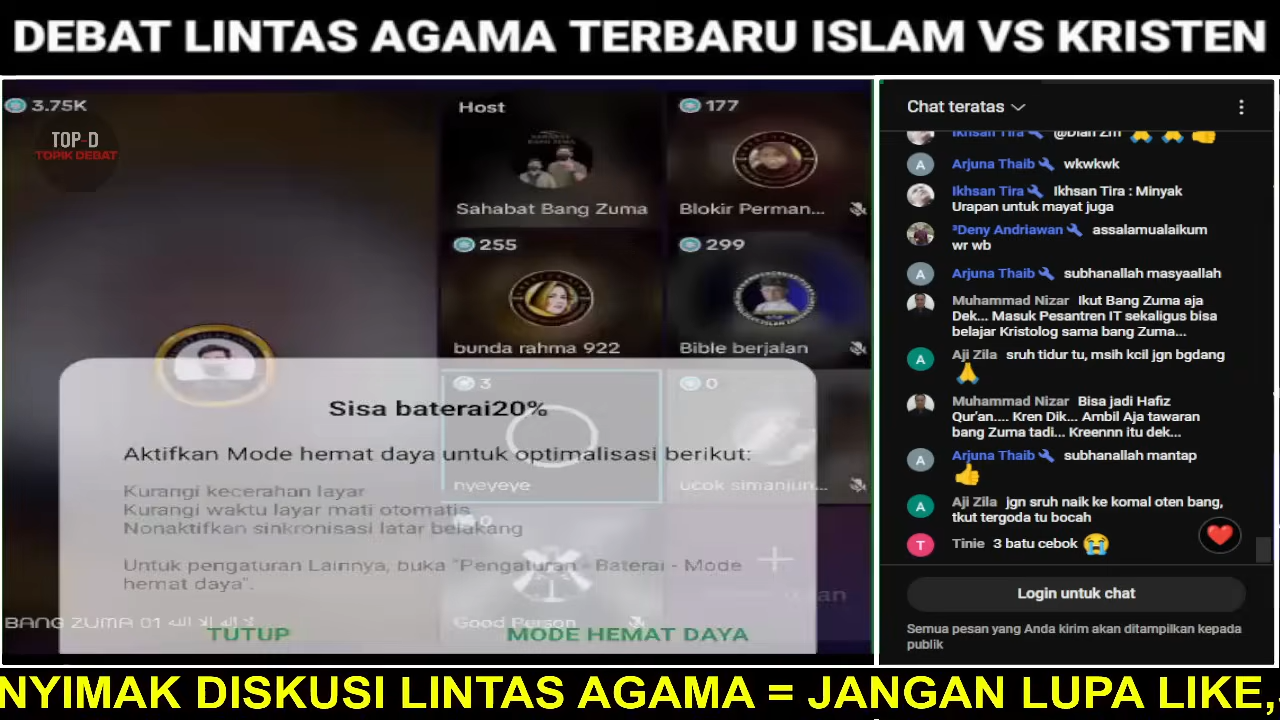 DEBAT LINTAS AGAMA TERBARU ISLAM VS KRISTEN
3.75K
TOP-D
TOPIK DEBAT
Host
177
Sahabat Bang Zuma
Blokir Perman...
255
299
bunda rahma 922
Bible berjalan
3
0
nyeyeye
ucok simanjun...
0
Good Person
BANG ZUMA 01
Sisa baterai20%
Aktifkan Mode hemat daya untuk optimalisasi berikut:
Kurangi kecerahan layar
Kurangi waktu layar mati otomatis
Nonaktifkan sinkronisasi latar belakang
Untuk pengaturan Lainnya, buka "Pengaturan - Baterai - Mode
hemat daya".
TUTUP
MODE HEMAT DAYA
Chat teratas
Ikhsan Tira @Dian Zm 🙏 🙏 👍
Arjuna Thaib wkwkwk
Ikhsan Tira Ikhsan Tira : Minyak
Urapan untuk mayat juga
³Deny Andriawan assalamualaikum
wr wb
Arjuna Thaib subhanallah masyaallah
Muhammad Nizar Ikut Bang Zuma aja
Dek... Masuk Pesantren IT sekaligus bisa
belajar Kristolog sama bang Zuma...
Aji Zila sruh tidur tu, msih kcil jgn bgdang
🙏
Muhammad Nizar Bisa jadi Hafiz
Qur'an.... Kren Dik... Ambil Aja tawaran
bang Zuma tadi... Kreennn itu dek...
Arjuna Thaib subhanallah mantap
👍
Aji Zila jgn sruh naik ke komal oten bang,
tkut tergoda tu bocah
Tinie 3 batu cebok 😭
Login untuk chat
Semua pesan yang Anda kirim akan ditampilkan kepada
publik
NYIMAK DISKUSI LINTAS AGAMA = JANGAN LUPA LIKE,